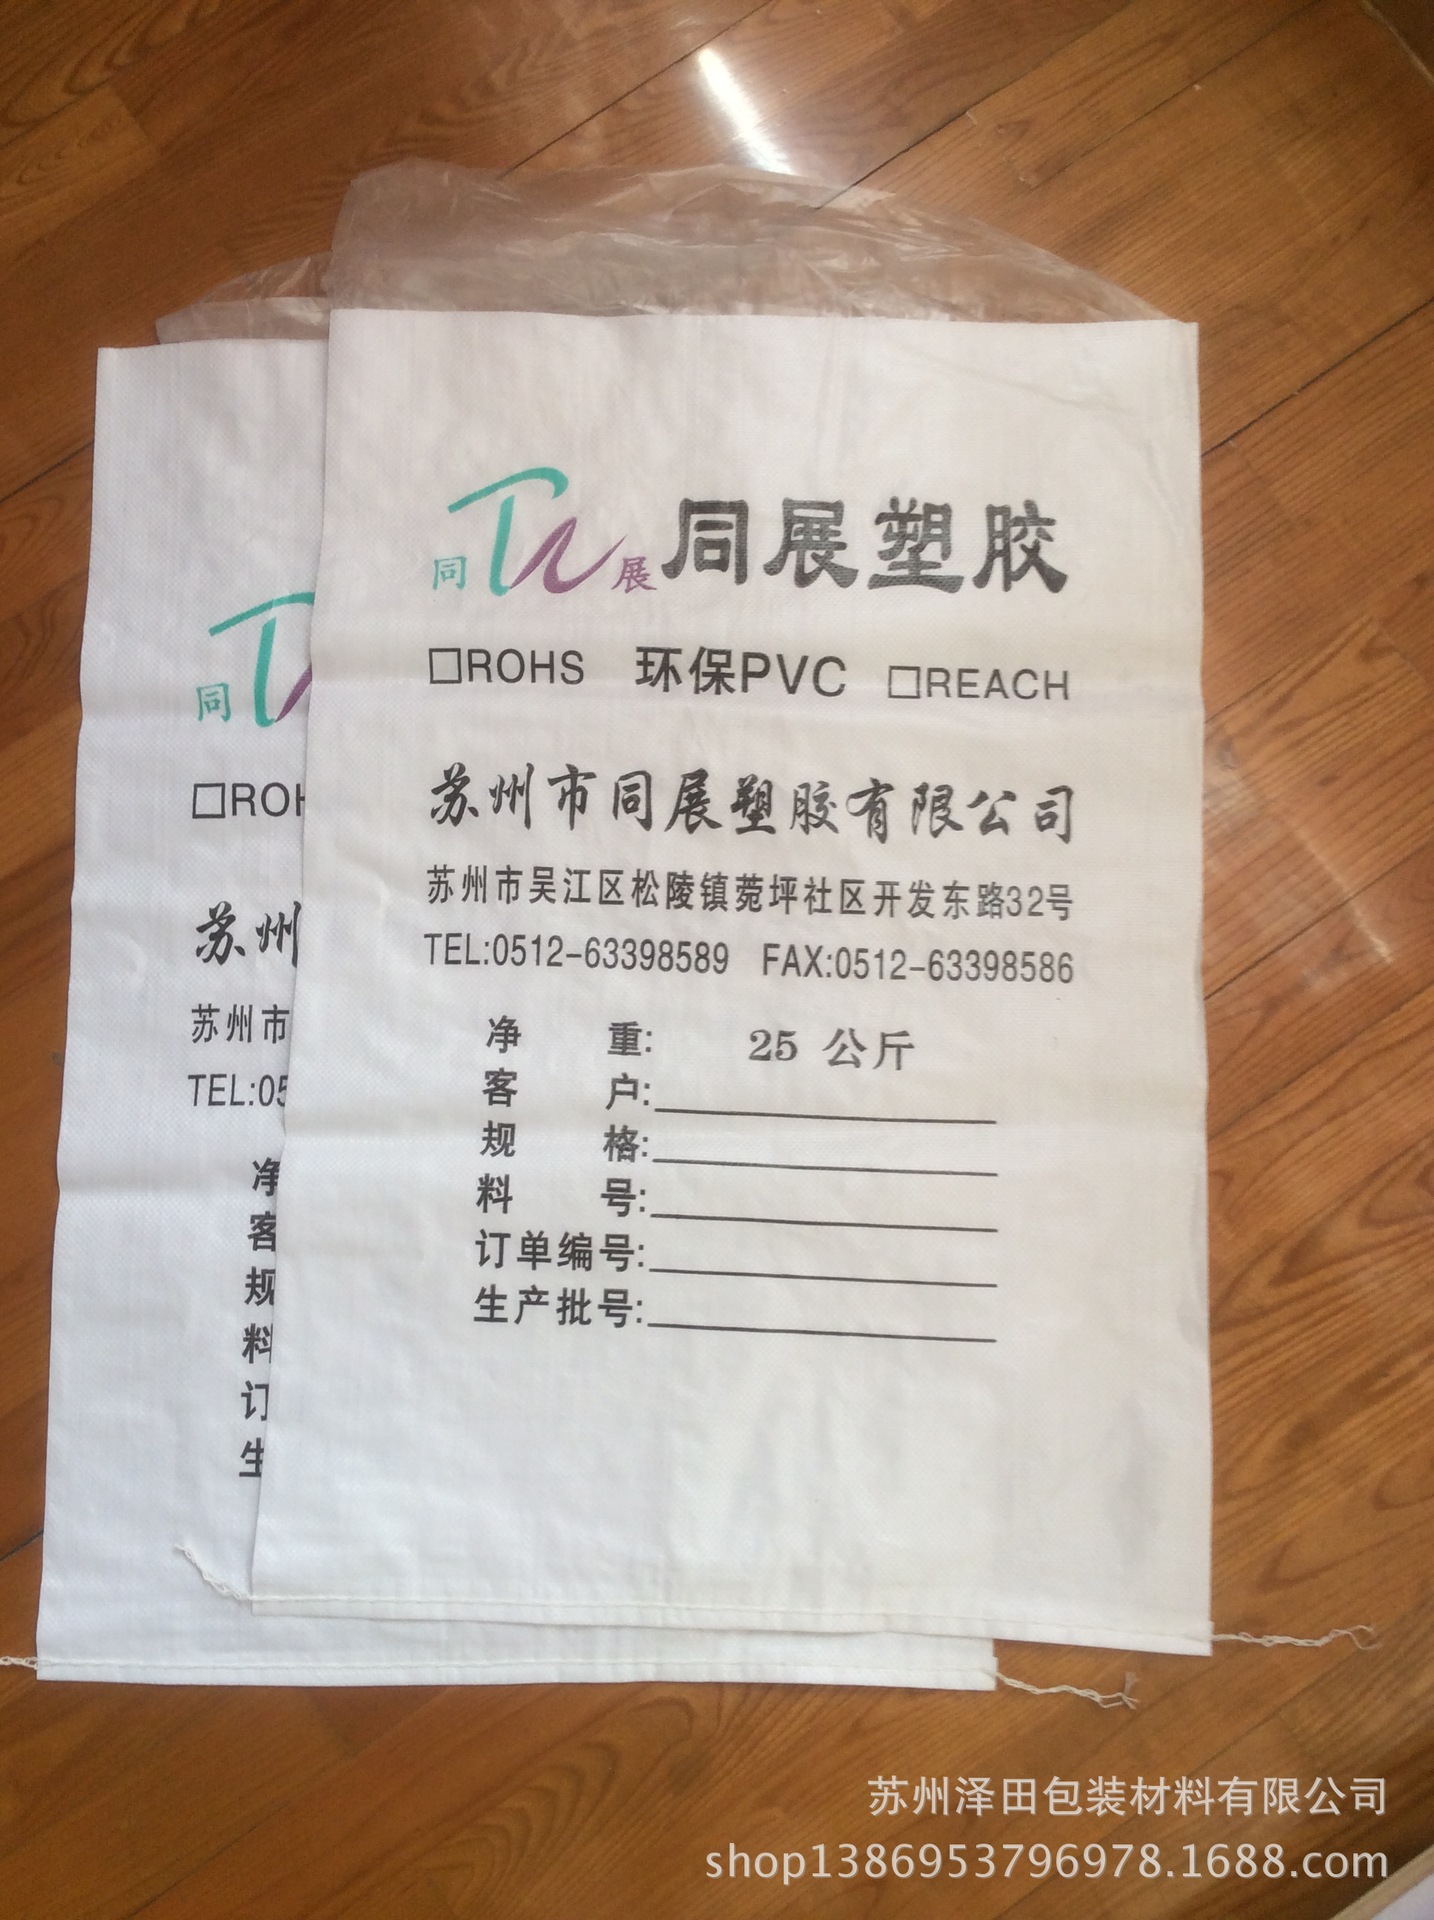 同 展 同展塑胶
□ROHS 环保PVC □REACH
苏州市同展塑胶有限公司
苏州市吴江区松陵镇菀坪社区开发东路32号
TEL:0512-63398589 FAX:0512-63398586
净 重: 25 公斤
客 户:
规 格:
料 号:
订单编号:
生产批号:
同
□ROH
苏州
苏州市
TEL:05
净
客
规
料
订
生
苏州泽田包装材料有限公司
shop1386953796978.1688.com